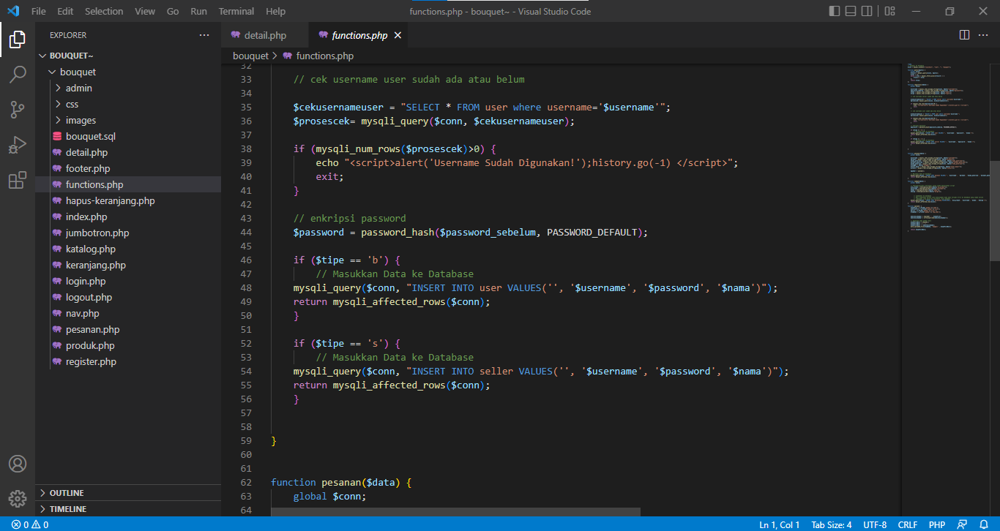 File Edit Selection View Go Run Terminal Help
functions.php - bouquet~ - Visual Studio Code
EXPLORER
BOUQUET~
bouquet
admin
css
images
bouquet.sql
detail.php
footer.php
functions.php
hapus-keranjang.php
index.php
jumbotron.php
katalog.php
keranjang.php
login.php
logout.php
nav.php
pesanan.php
produk.php
register.php
OUTLINE
TIMELINE
detail.php functions.php
bouquet > functions.php
32
33 // cek username user sudah ada atau belum
34
35 $cekusernameuser = "SELECT * FROM user where username='$username'";
36 $prosescek= mysqli_query($conn, $cekusernameuser);
37
38 if (mysqli_num_rows($prosescek)>0) {
39 echo "<script>alert('Username Sudah Digunakan!');history.go(-1) </script>";
40 exit;
41 }
42
43 // enkripsi password
44 $password = password_hash($password_sebelum, PASSWORD_DEFAULT);
45
46 if ($tipe == 'b') {
47 // Masukkan Data ke Database
48 mysqli_query($conn, "INSERT INTO user VALUES('', '$username', '$password', '$nama')");
49 return mysqli_affected_rows($conn);
50 }
51
52 if ($tipe == 's') {
53 // Masukkan Data ke Database
54 mysqli_query($conn, "INSERT INTO seller VALUES('', '$username', '$password', '$nama')");
55 return mysqli_affected_rows($conn);
56 }
57
58
59 }
60
61
62 function pesanan($data) {
63 global $conn;
64
0 0 Ln 1, Col 1 Tab Size: 4 UTF-8 CRLF PHP